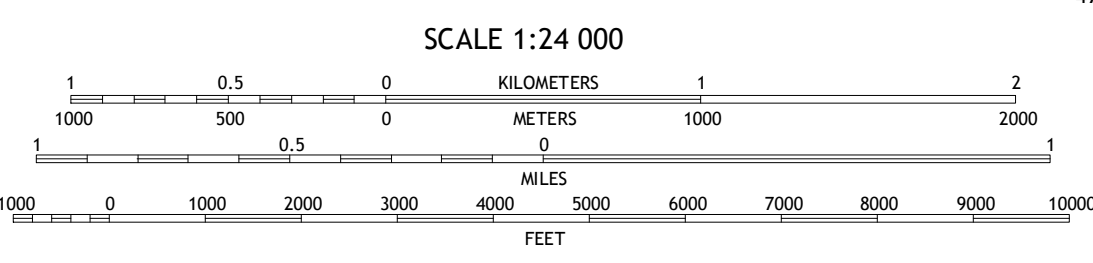 SCALE 1:24 000
1 0.5 0 KILOMETERS 1 2
1000 500 0 METERS 1000 2000
1 0.5 0 1
MILES
1000 0 1000 2000 3000 4000 5000 6000 7000 8000 9000 10000
FEET